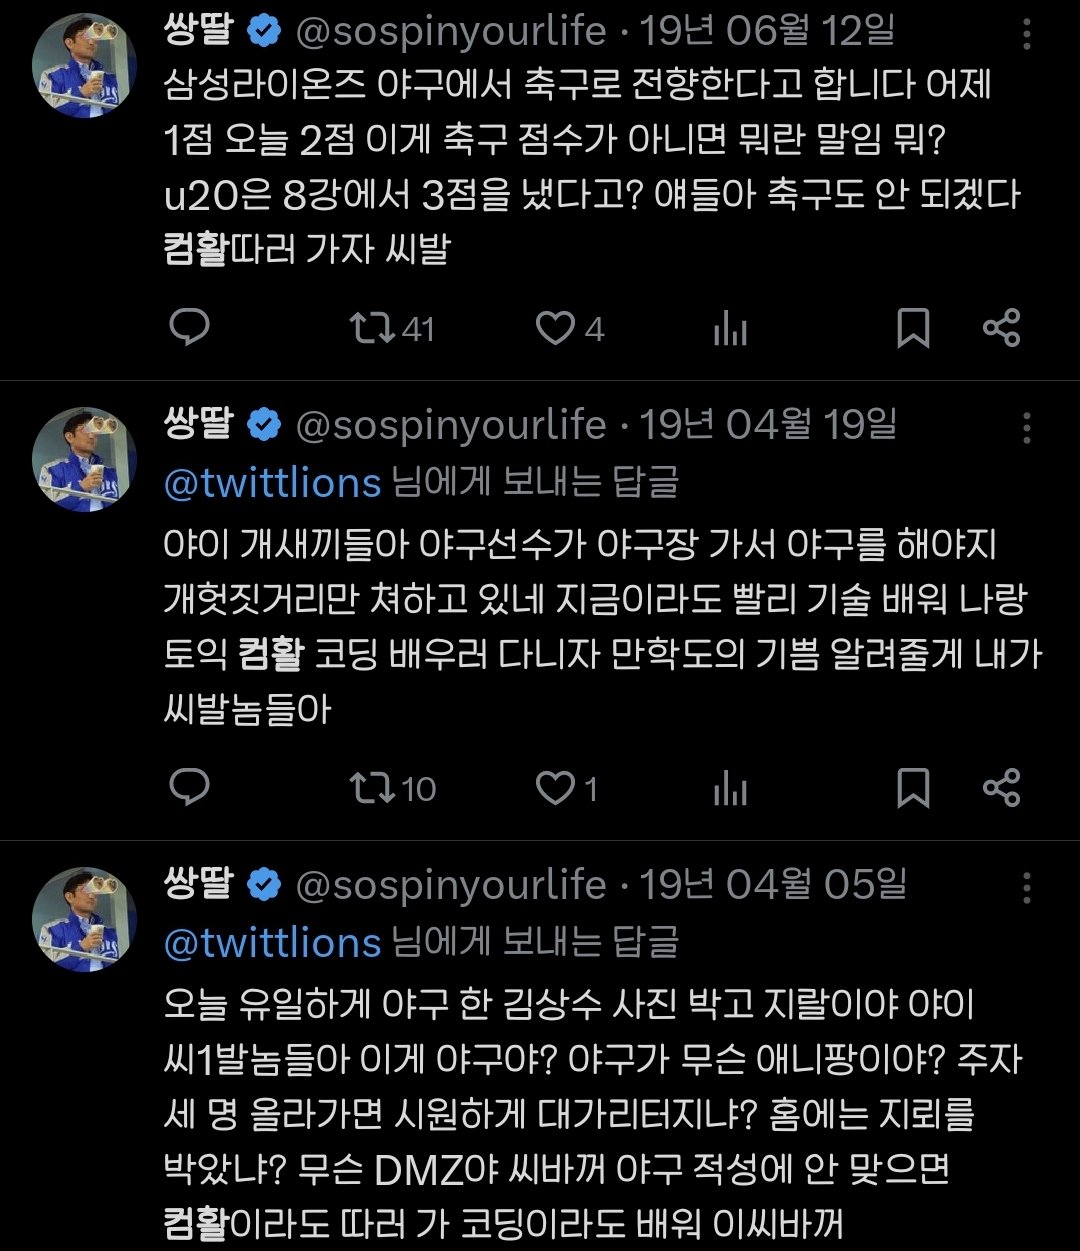 쌍딸 @sospinyourlife · 19년 06월 12일
삼성라이온즈 야구에서 축구로 전향한다고 합니다 어제
1점 오늘 2점 이게 축구 점수가 아니면 뭐란 말임 뭐?
u20은 8강에서 3점을 냈다고? 얘들아 축구도 안 되겠다
컴활따러 가자 씨발
41 4
쌍딸 @sospinyourlife · 19년 04월 19일
@twittlions 님에게 보내는 답글
야이 개새끼들아 야구선수가 야구장 가서 야구를 해야지
개헛짓거리만 쳐하고 있네 지금이라도 빨리 기술 배워 나랑
토익 컴활 코딩 배우러 다니자 만학도의 기쁨 알려줄게 내가
씨발놈들아
10 1
쌍딸 @sospinyourlife · 19년 04월 05일
@twittlions 님에게 보내는 답글
오늘 유일하게 야구 한 김상수 사진 박고 지랄이야 야이
씨1발놈들아 이게 야구야? 야구가 무슨 애니팡이야? 주자
세 명 올라가면 시원하게 대가리터지냐? 홈에는 지뢰를
박았냐? 무슨 DMZ야 씨바꺼 야구 적성에 안 맞으면
컴활이라도 따러 가 코딩이라도 배워 이씨바꺼